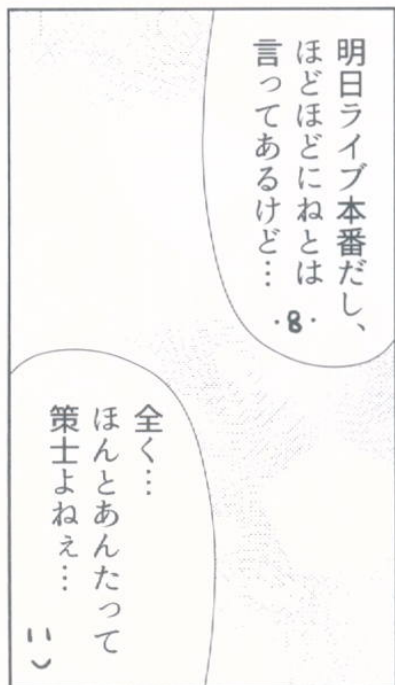 明日ライブ本番だし、
ほどほどにねとは
言ってあるけど…
全く…
ほんとあんたって
策士よねぇ…